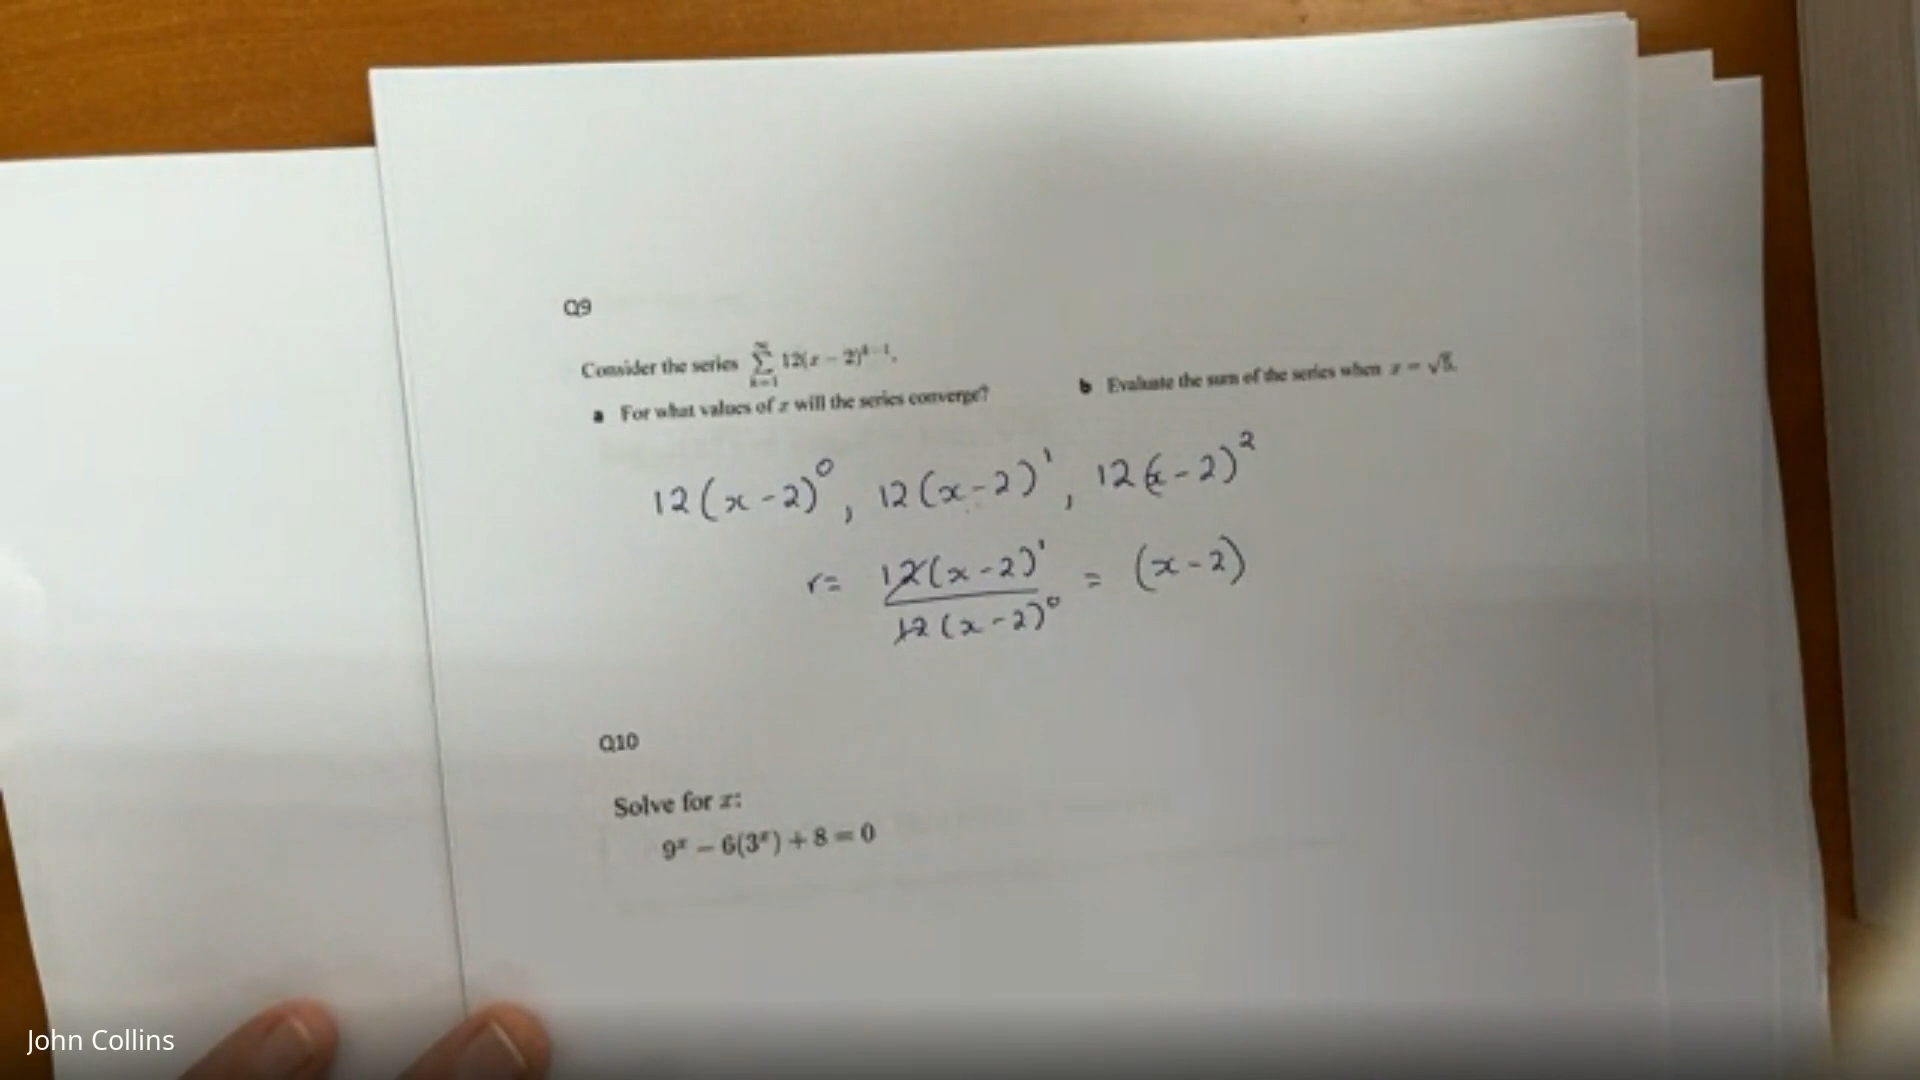 Q9
Consider the series ∑_{k=1}^{∞} 12(x − 2)^{k−1}.
a For what values of x will the series converge?
b Evaluate the sum of the series when x =
12(x-2)^0, 12(x-2)^1, 12(x-2)^2
r= 12(x-2)^1 / 12(x-2)^0 = (x-2)
Q10
Solve for x:
9^x − 6(3^x) + 8 = 0
John Collins